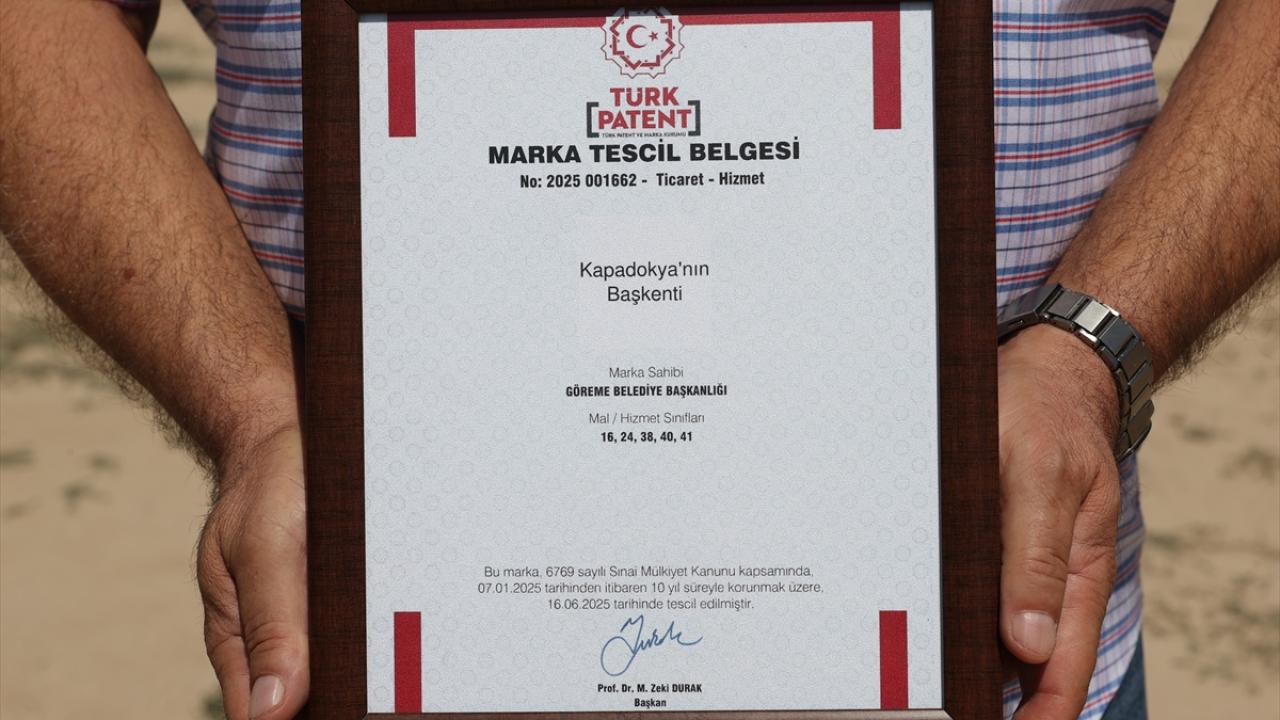 TÜRK
PATENT
TÜRK PATENT VE MARKA KURUMU
MARKA TESCİL BELGESİ
No: 2025 001662 - Ticaret - Hizmet
Kapadokya'nın
Başkenti
Marka Sahibi
GÖREME BELEDİYE BAŞKANLIĞI
Mal / Hizmet Sınıfları
16, 24, 38, 40, 41
Bu marka, 6769 sayılı Sınai Mülkiyet Kanunu kapsamında,
07.01.2025 tarihinden itibaren 10 yıl süreyle korunmak üzere,
16.06.2025 tarihinde tescil edilmiştir.
Prof. Dr. M. Zeki DURAK
Başkan